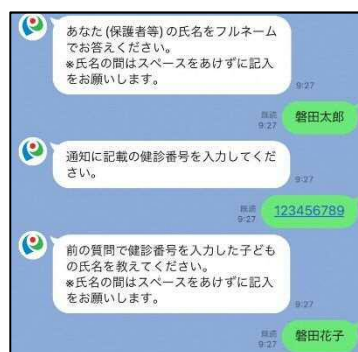 あなた(保護者等)の氏名をフルネーム
でお答えください。
※氏名の間はスペースをあけずに記入
をお願いします。
9:27
既読
9:27
磐田太郎
通知に記載の健診番号を入力してくだ
さい。
9:27
既読
9:27
123456789
前の質問で健診番号を入力した子ども
の氏名を教えてください。
※氏名の間はスペースをあけずに記入
をお願いします。
9:27
既読
9:27
磐田花子